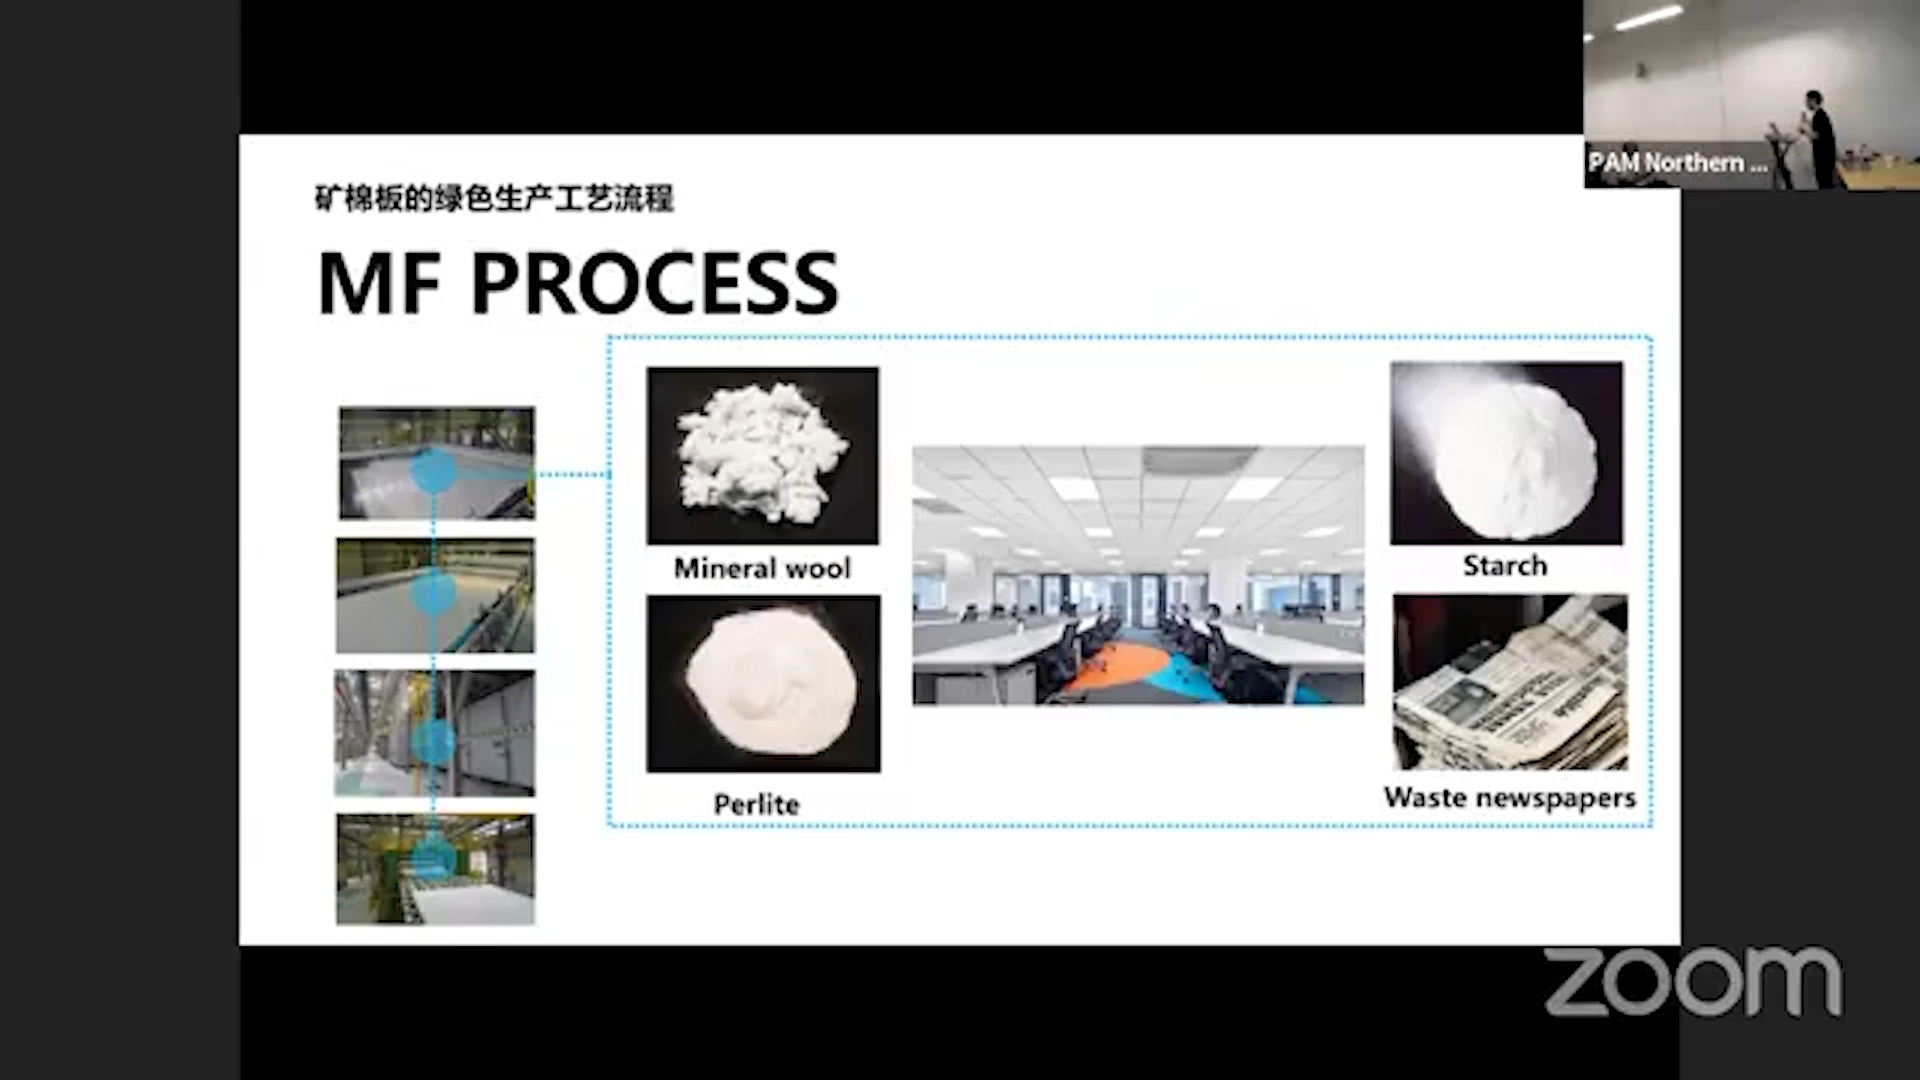 PAM Northern ...
矿棉板的绿色生产工艺流程
MF PROCESS
Mineral wool
Starch
Perlite
Waste newspapers
zoom